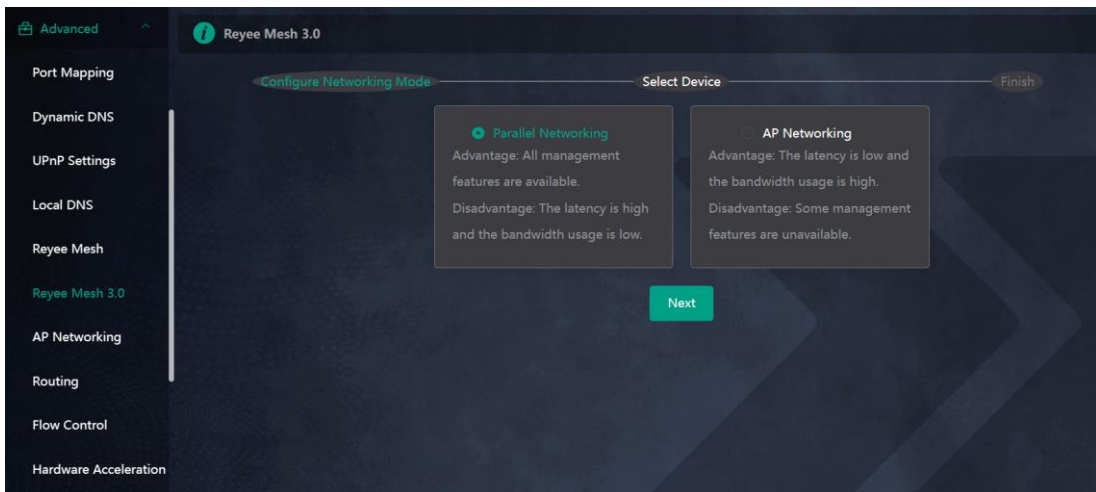 Advanced
Port Mapping
Dynamic DNS
UPnP Settings
Local DNS
Reyee Mesh
Reyee Mesh 3.0
AP Networking
Routing
Flow Control
Hardware Acceleration
Reyee Mesh 3.0
Configure Networking Mode
Select Device
Finish
Parallel Networking
Advantage: All management
features are available.
Disadvantage: The latency is high
and the bandwidth usage is low.
AP Networking
Advantage: The latency is low and
the bandwidth usage is high.
Disadvantage: Some management
features are unavailable.
Next